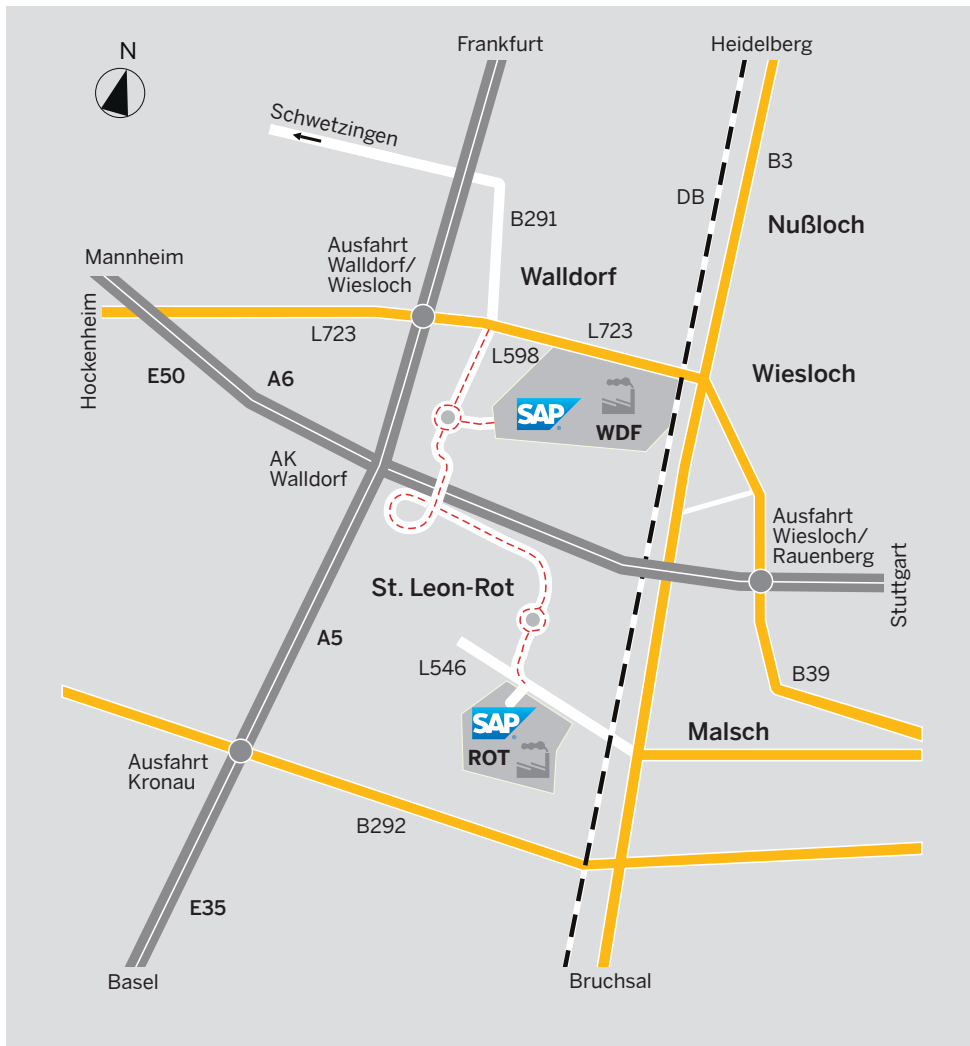 Frankfurt
Heidelberg
N
Schwetzingen
B3
DB
B291
Nußloch
Ausfahrt
Walldorf/
Wiesloch
Mannheim
Walldorf
Hockenheim
L723
L723
L598
E50
A6
Wiesloch
SAP
WDF
AK
Walldorf
Ausfahrt
Wiesloch/
Rauenberg
Stuttgart
St. Leon-Rot
A5
L546
B39
SAP
ROT
Malsch
Ausfahrt
Kronau
B292
E35
Basel
Bruchsal